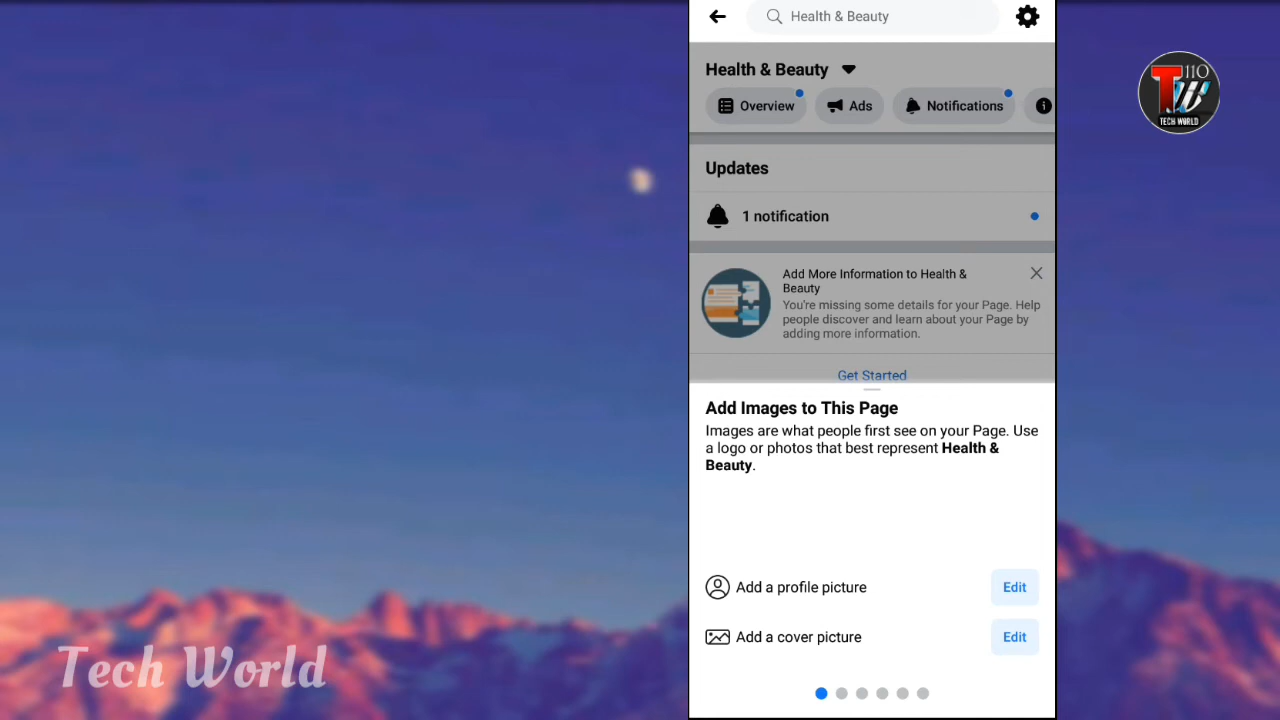 Health & Beauty
Health & Beauty
Overview
Ads
Notifications
Updates
1 notification
Add More Information to Health &
Beauty
You're missing some details for your Page. Help
people discover and learn about your Page by
adding more information.
Get Started
Add Images to This Page
Images are what people first see on your Page. Use
a logo or photos that best represent Health &
Beauty.
Add a profile picture
Edit
Add a cover picture
Edit
T110
W
TECH WORLD
Tech World